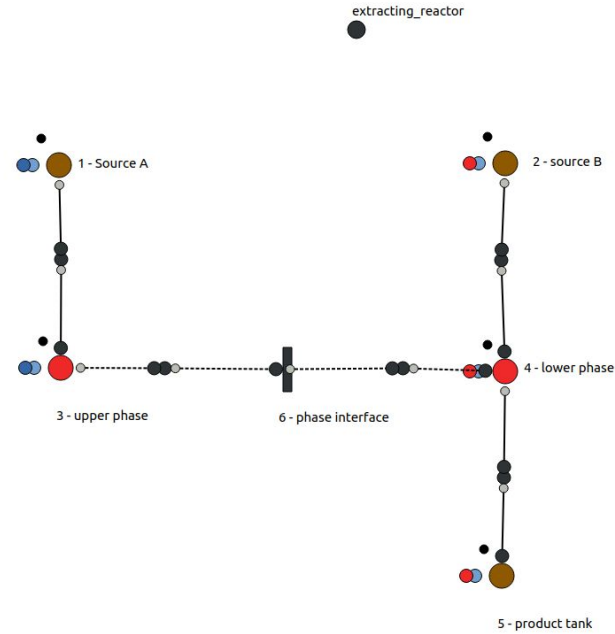 extracting_reactor
1 - Source A
2 - source B
4 - lower phase
3 - upper phase
6 - phase interface
5 - product tank